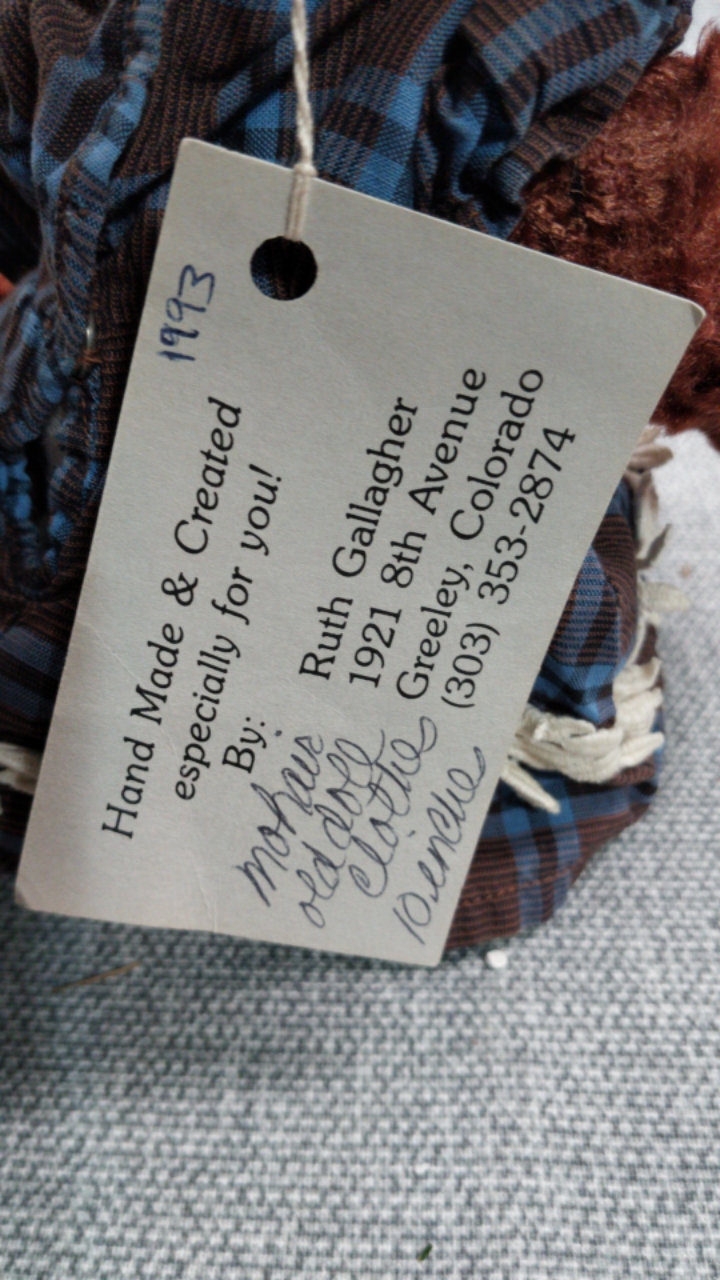 1993
Hand Made & Created
especially for you!
By:
Ruth Gallagher
1921 8th Avenue
Greeley, Colorado
(303) 353-2874
mohair
old doll
clothes
10 enche